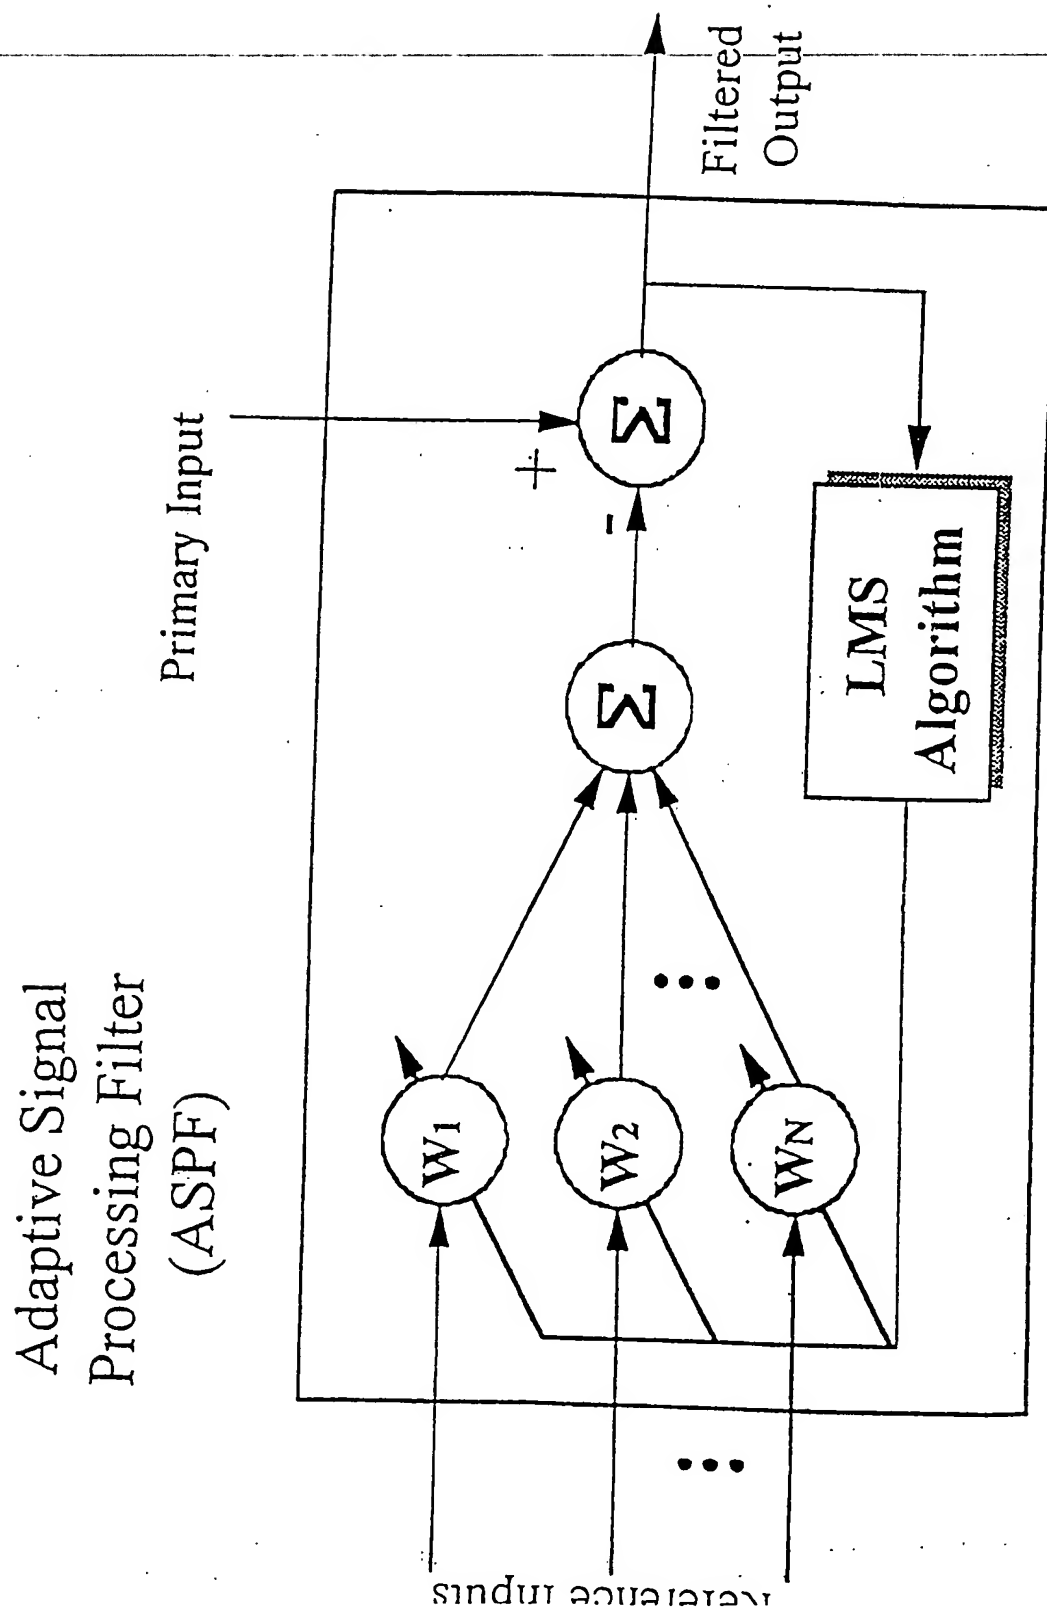 Adaptive Signal
Processing Filter
(ASPF)
Primary Input
Filtered
Output
+
-
Σ
Σ
W1
W2
WN
...
...
LMS
Algorithm
Reference Inputs